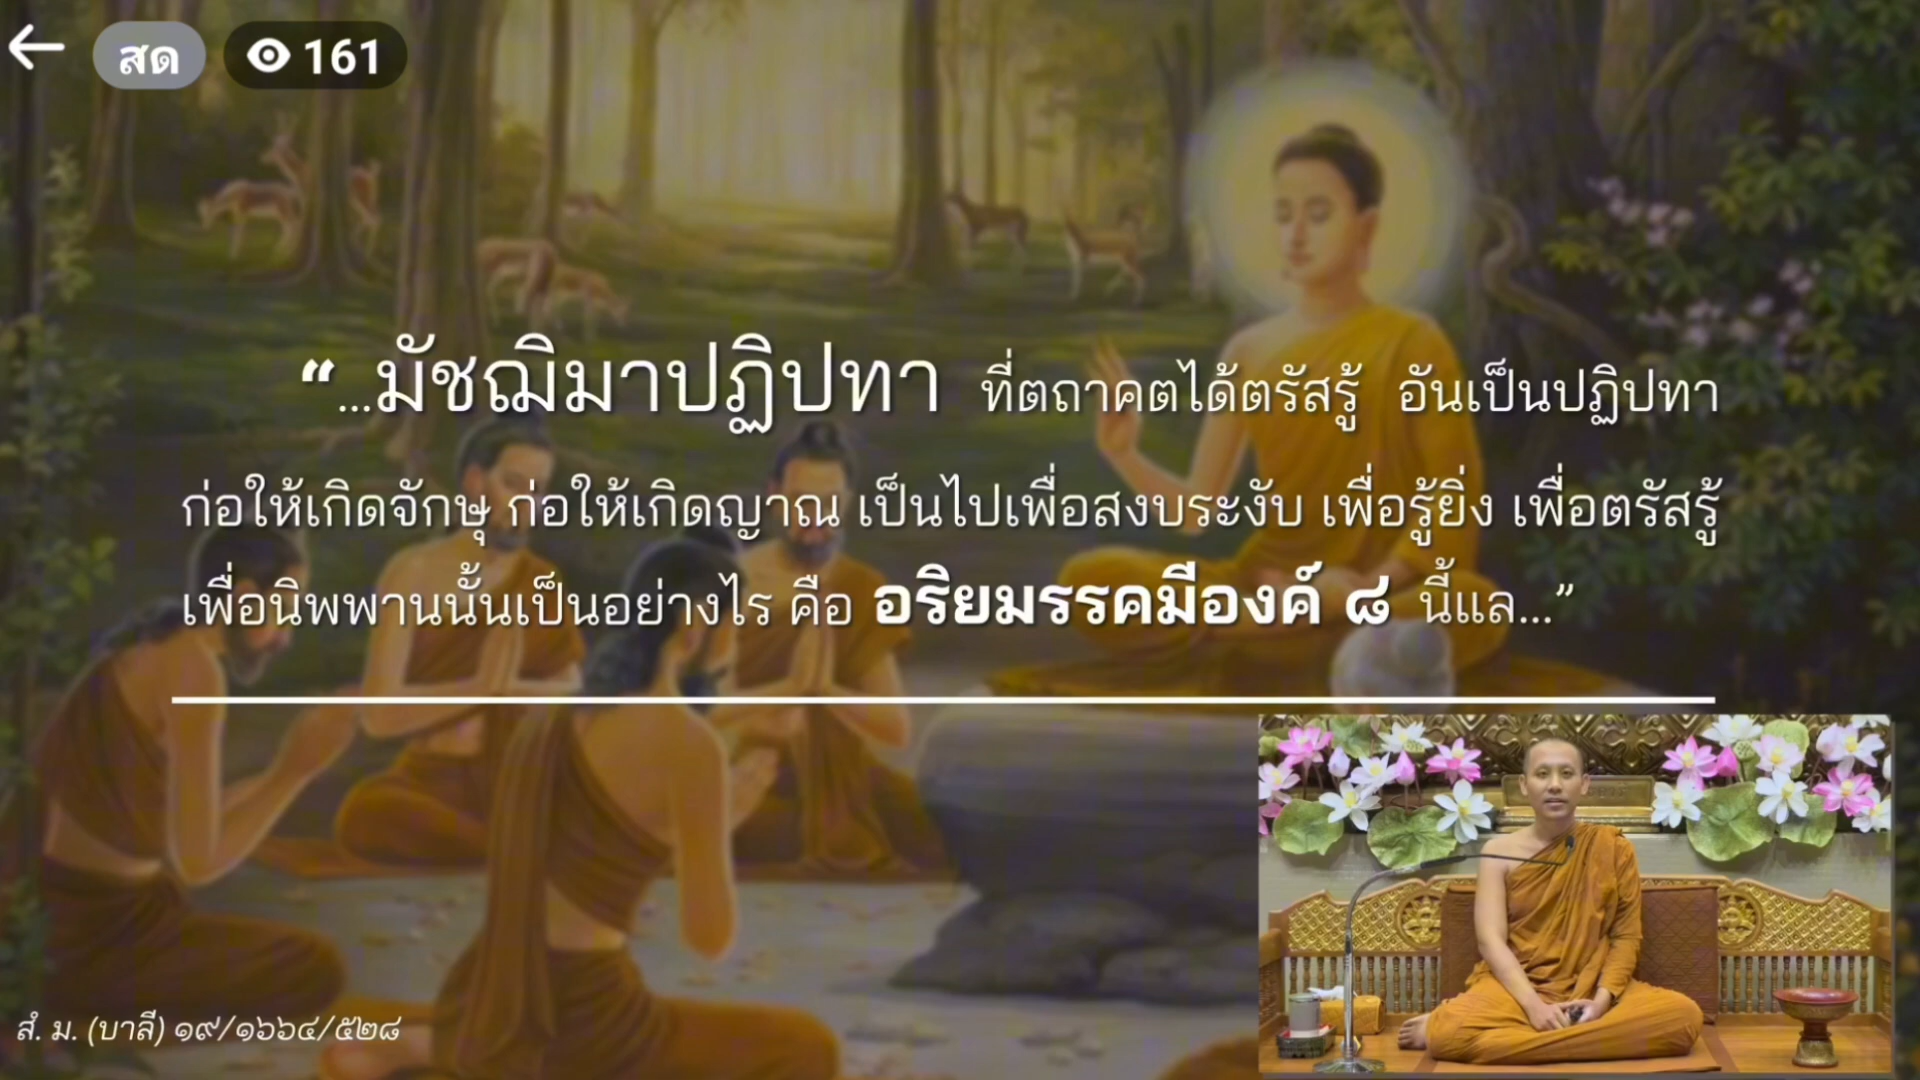 สด 161
“...มัชฌิมาปฏิปทา ที่ตถาคตได้ตรัสรู้ อันเป็นปฏิปทา
ก่อให้เกิดจักษุ ก่อให้เกิดญาณ เป็นไปเพื่อสงบระงับ เพื่อรู้ยิ่ง เพื่อตรัสรู้
เพื่อนิพพานนั้นเป็นอย่างไร คือ อริยมรรคมีองค์ ๘ นี้แล...”
สํ. ม. (บาลี) ๑๙/๑๖๖๔/๕๒๘